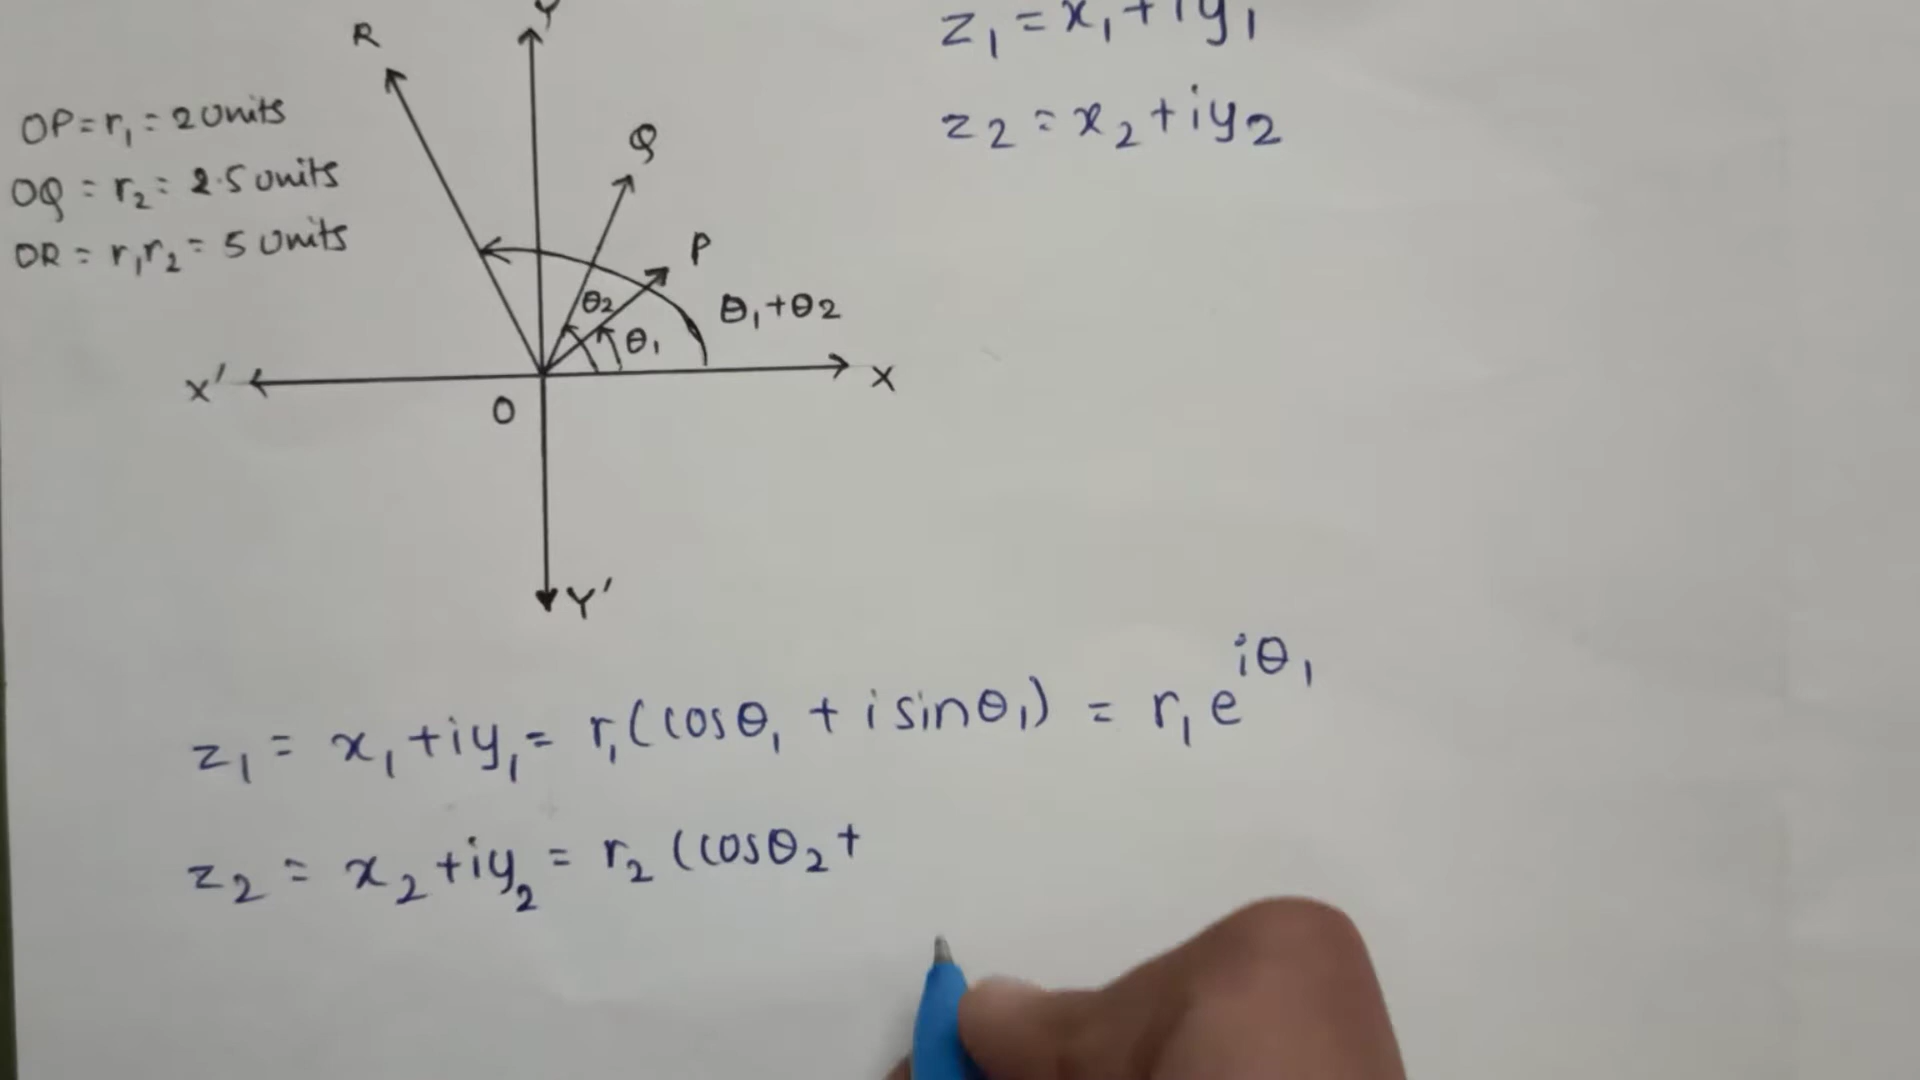 z₁ = x₁ + iy₁
z₂ = x₂ + iy₂
OP = r₁ = 2 units
OQ = r₂ = 2.5 units
OR = r₁r₂ = 5 units
R
Y
Q
P
θ₂
θ₁
θ₁ + θ₂
X'
O
X
Y'
z₁ = x₁ + iy₁ = r₁(cosθ₁ + i sinθ₁) = r₁e^iθ₁
z₂ = x₂ + iy₂ = r₂ (cosθ₂ +